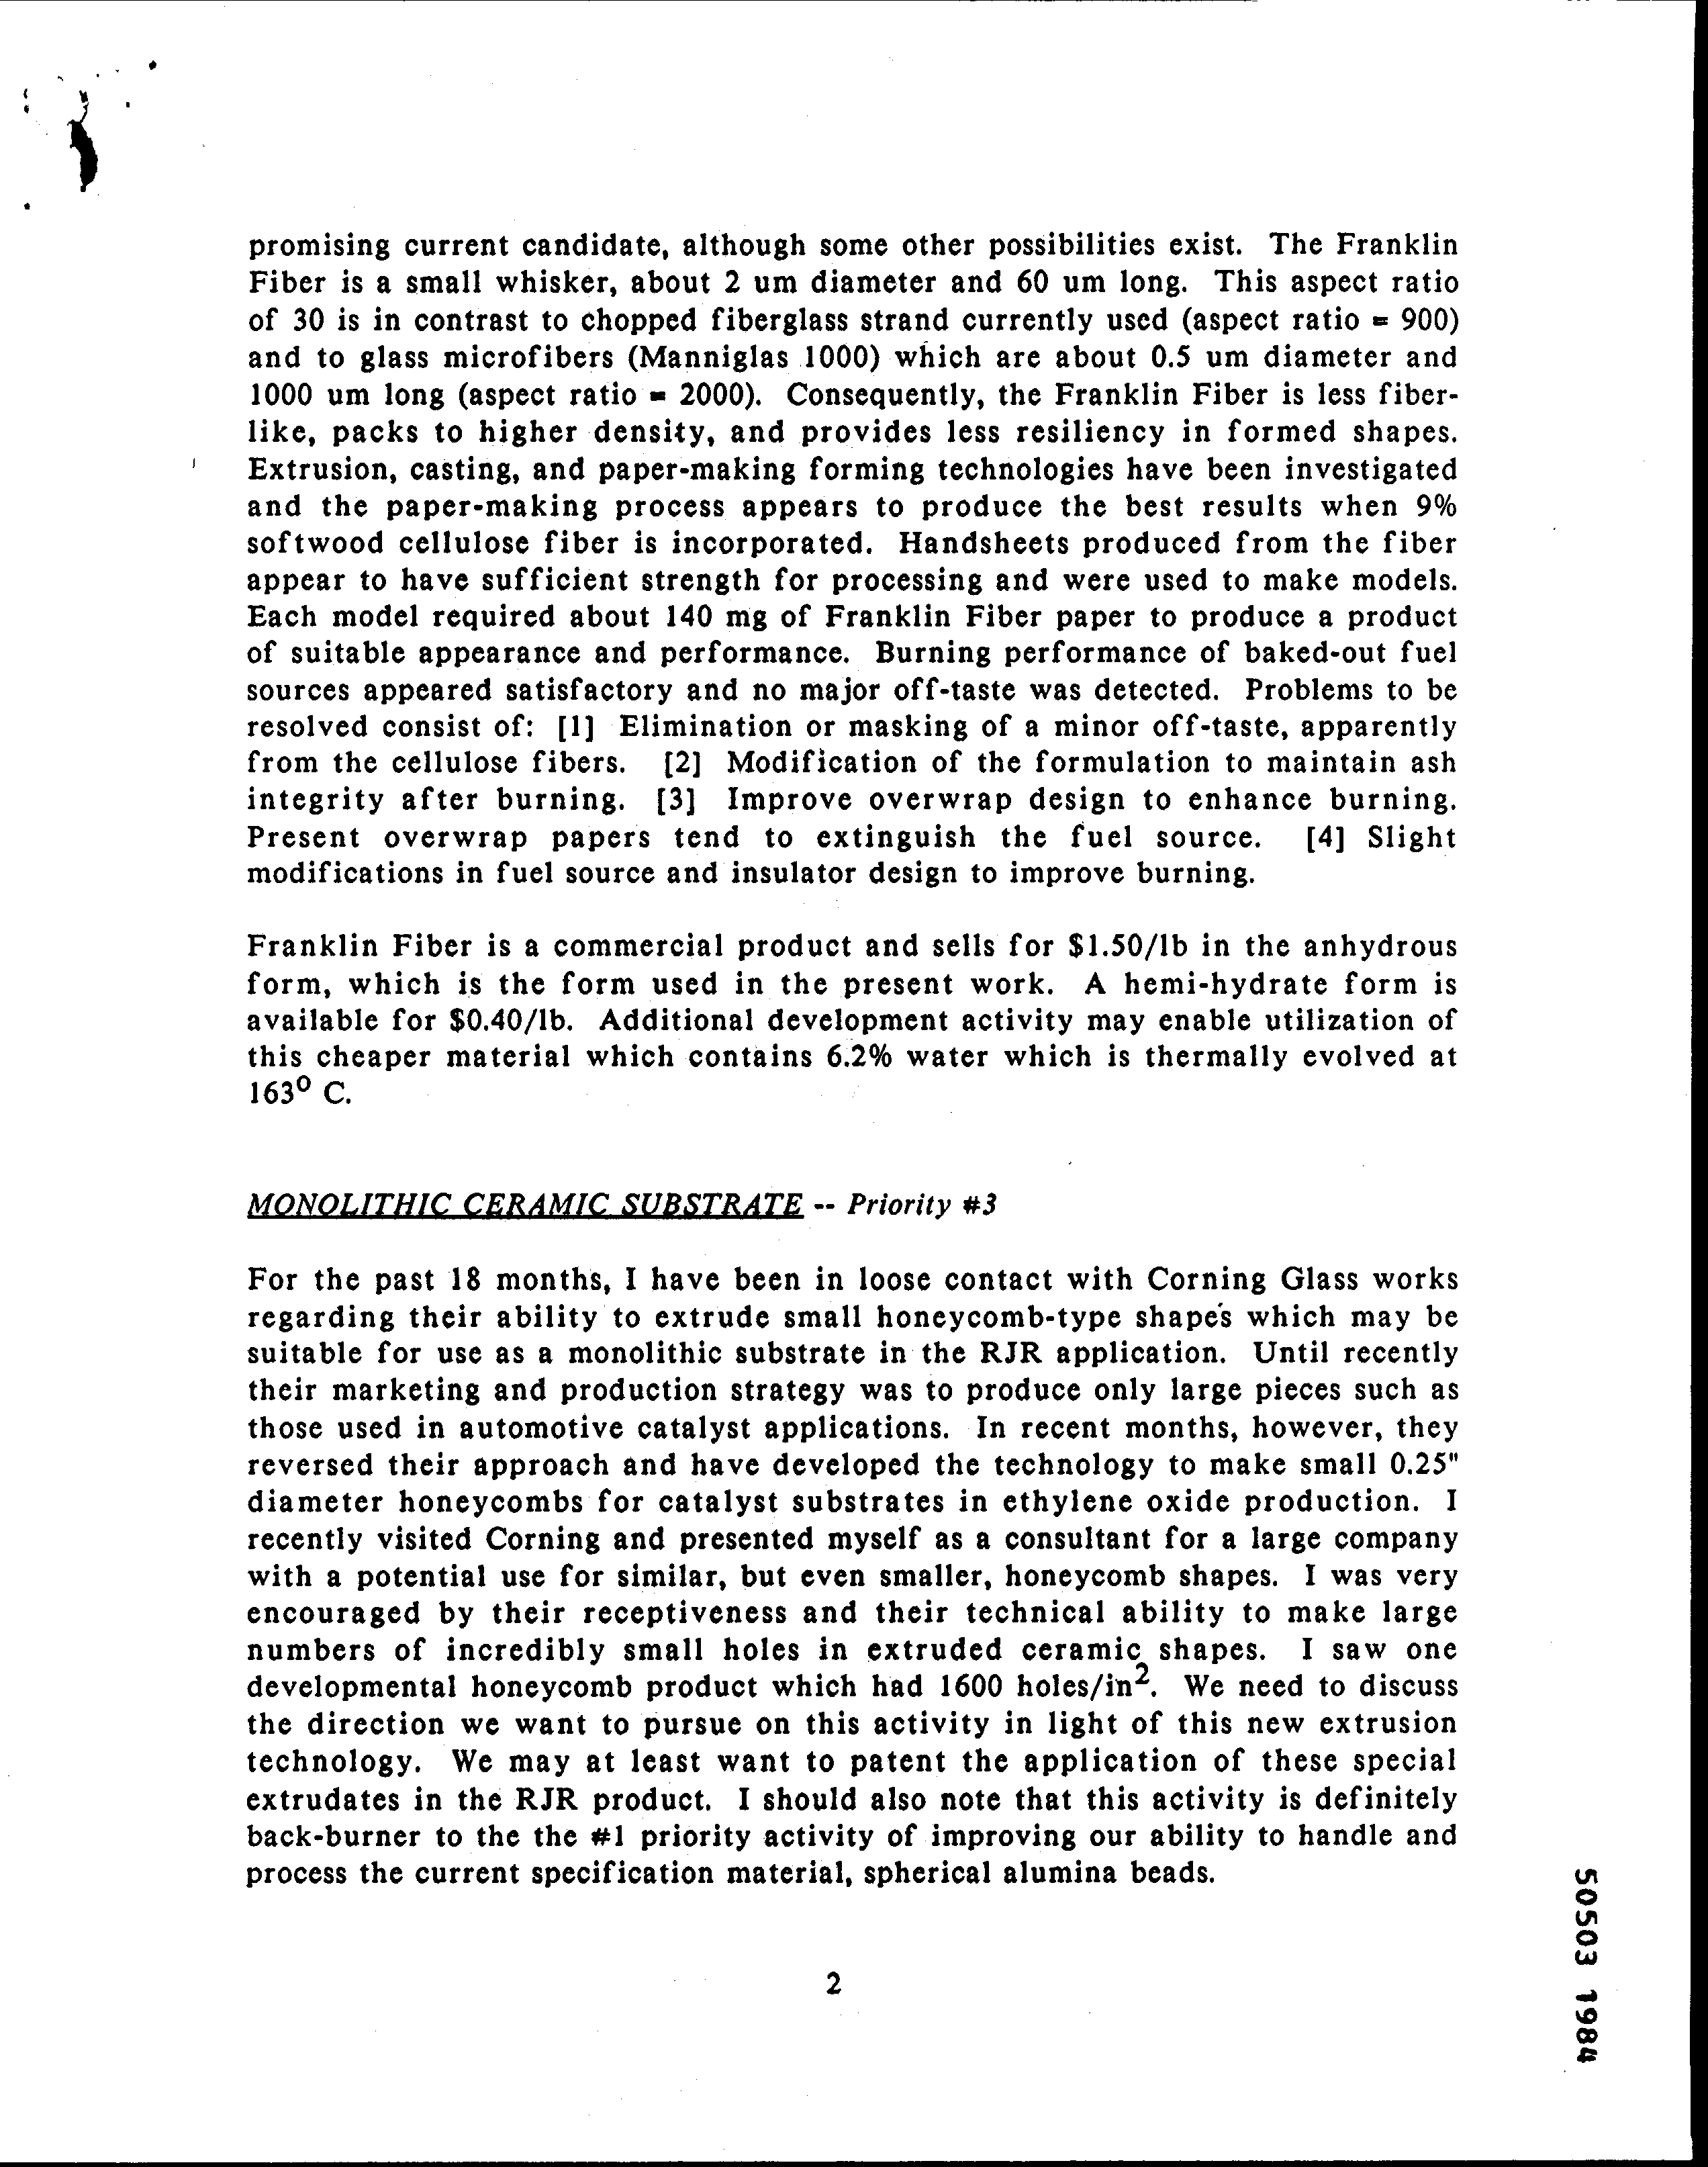 promising current candidate, although some other possibilities exist. The Franklin
Fiber is a small whisker, about 2 um diameter and 60 um long. This aspect ratio
of 30 is in contrast to chopped fiberglass strand currently used (aspect ratio = 900)
and to glass microfibers (Manniglas 1000) which are about 0.5 um diameter and
1000 um long (aspect ratio = 2000). Consequently, the Franklin Fiber is less fiber-
like, packs to higher density, and provides less resiliency in formed shapes.
Extrusion, casting, and paper-making forming technologies have been investigated
and the paper-making process appears to produce the best results when 9%
softwood cellulose fiber is incorporated. Handsheets produced from the fiber
appear to have sufficient strength for processing and were used to make models.
Each model required about 140 mg of Franklin Fiber paper to produce a product
of suitable appearance and performance. Burning performance of baked-out fuel
sources appeared satisfactory and no major off-taste was detected. Problems to be
resolved consist of: [1] Elimination or masking of a minor off-taste, apparently
from the cellulose fibers. [2] Modification of the formulation to maintain ash
integrity after burning. [3] Improve overwrap design to enhance burning.
Present overwrap papers tend to extinguish the fuel source. [4] Slight
modifications in fuel source and insulator design to improve burning.
Franklin Fiber is a commercial product and sells for $1.50/lb in the anhydrous
form, which is the form used in the present work. A hemi-hydrate form is
available for $0.40/lb. Additional development activity may enable utilization of
this cheaper material which contains 6.2% water which is thermally evolved at
163° C.
MONOLITHIC CERAMIC SUBSTRATE -- Priority #3
For the past 18 months, I have been in loose contact with Corning Glass works
regarding their ability to extrude small honeycomb-type shapes which may be
suitable for use as a monolithic substrate in the RJR application. Until recently
their marketing and production strategy was to produce only large pieces such as
those used in automotive catalyst applications. In recent months, however, they
reversed their approach and have developed the technology to make small 0.25"
diameter honeycombs for catalyst substrates in ethylene oxide production. I
recently visited Corning and presented myself as a consultant for a large company
with a potential use for similar, but even smaller, honeycomb shapes. I was very
encouraged by their receptiveness and their technical ability to make large
numbers of incredibly small holes in extruded ceramic shapes. I saw one
developmental honeycomb product which had 1600 holes/in². We need to discuss
the direction we want to pursue on this activity in light of this new extrusion
technology. We may at least want to patent the application of these special
extrudates in the RJR product. I should also note that this activity is definitely
back-burner to the the #1 priority activity of improving our ability to handle and
process the current specification material, spherical alumina beads.
2
50503 1984